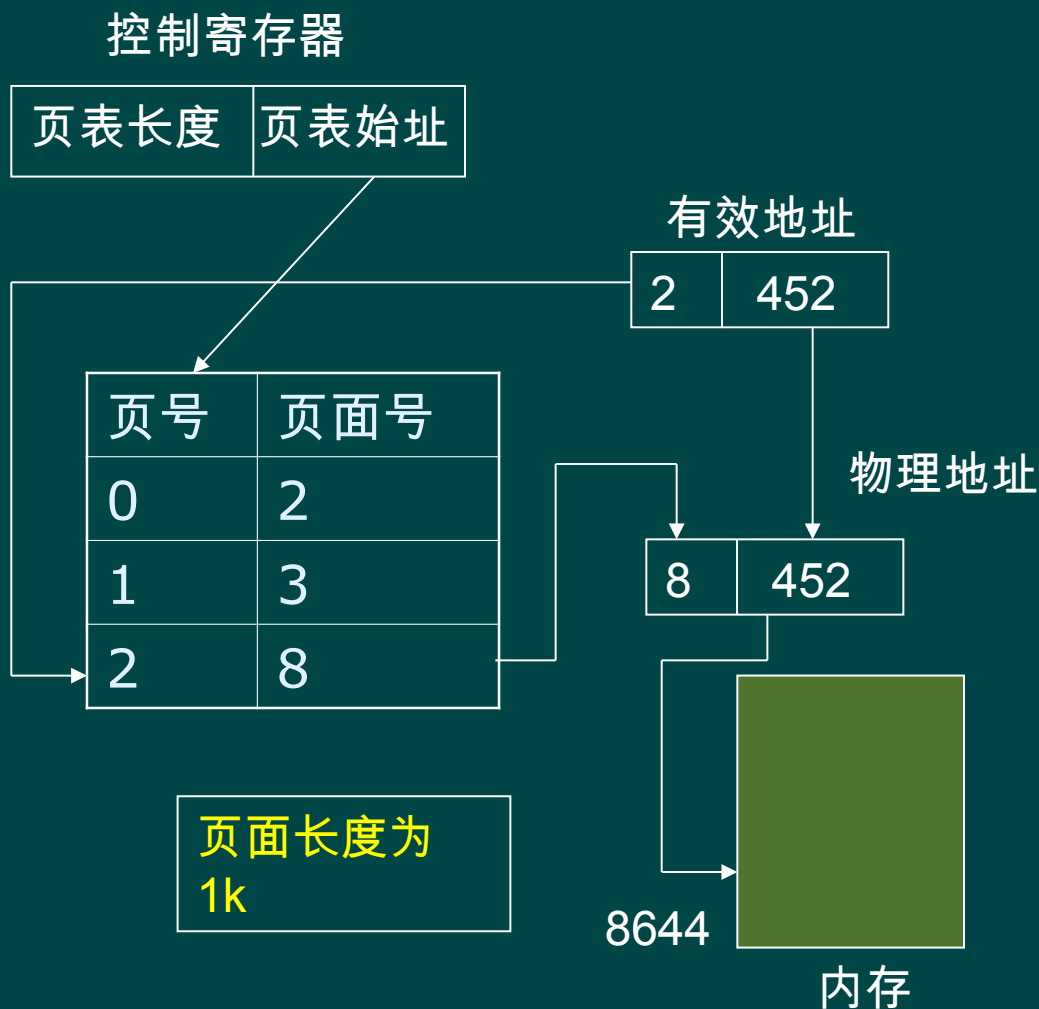 控制寄存器
页表长度 页表始址
有效地址
2 452
页号 页面号
0 2
1 3
2 8
物理地址
8 452
页面长度为
1k
8644
内存